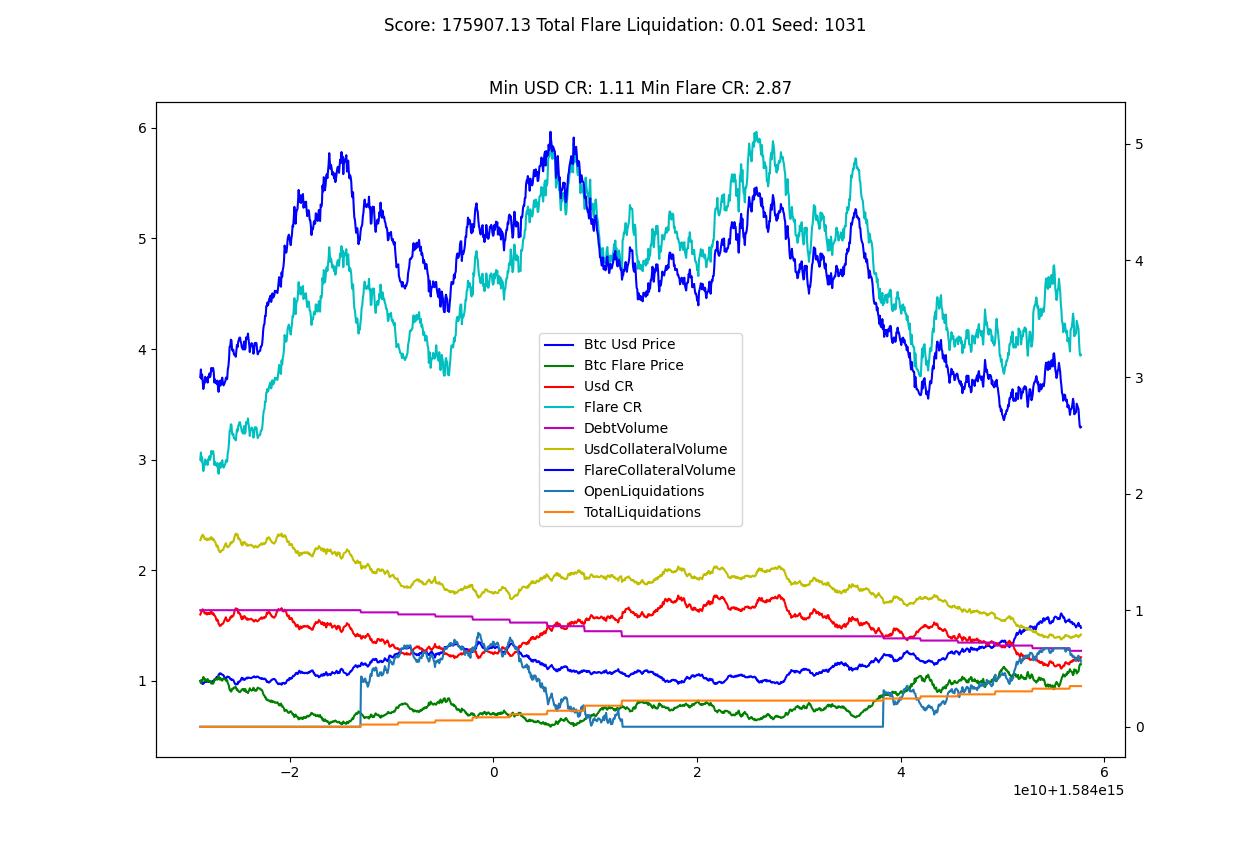 Score: 175907.13 Total Flare Liquidation: 0.01 Seed: 1031
Min USD CR: 1.11 Min Flare CR: 2.87
6
5
4
3
2
1
5
4
3
2
1
0
Btc Usd Price
Btc Flare Price
Usd CR
Flare CR
DebtVolume
UsdCollateralVolume
FlareCollateralVolume
OpenLiquidations
TotalLiquidations
−2 0 2 4 6
1e10+1.584e15